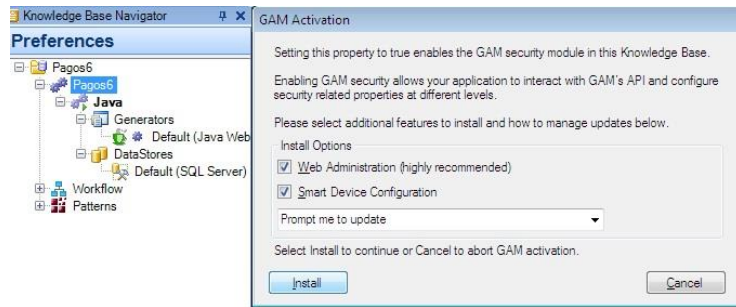 Knowledge Base Navigator
Preferences
Pagos6
Pagos6
Java
Generators
Default (Java Web
DataStores
Default (SQL Server)
Workflow
Patterns
GAM Activation
Setting this property to true enables the GAM security module in this Knowledge Base.
Enabling GAM security allows your application to interact with GAM's API and configure
security related properties at different levels.
Please select additional features to install and how to manage updates below.
Install Options
Web Administration (highly recommended)
Smart Device Configuration
Prompt me to update
Select Install to continue or Cancel to abort GAM activation.
Install
Cancel